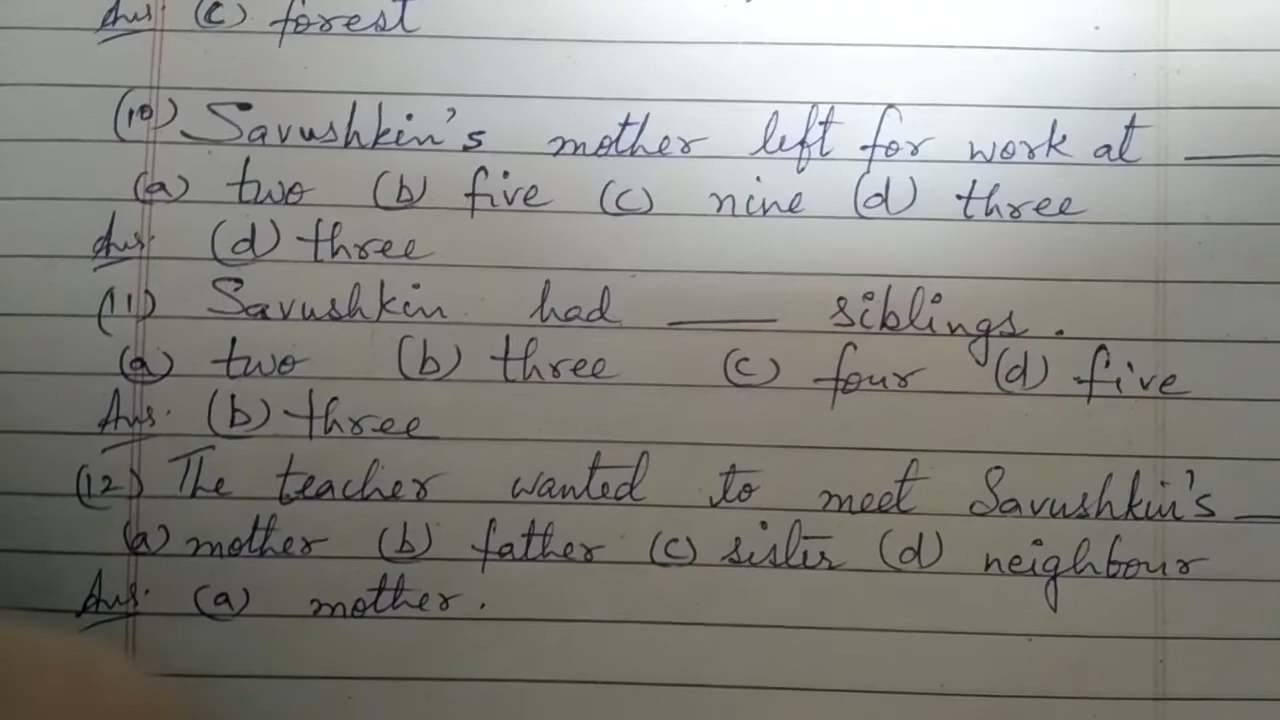 Ans. (c) forest
(10) Savushkin's mother left for work at ___
(a) two (b) five (c) nine (d) three
Ans. (d) three
(11) Savushkin had ___ siblings.
(a) two (b) three (c) four (d) five
Ans. (b) three
(12) The teacher wanted to meet Savushkin's ___
(a) mother (b) father (c) sister (d) neighbour
Ans. (a) mother.